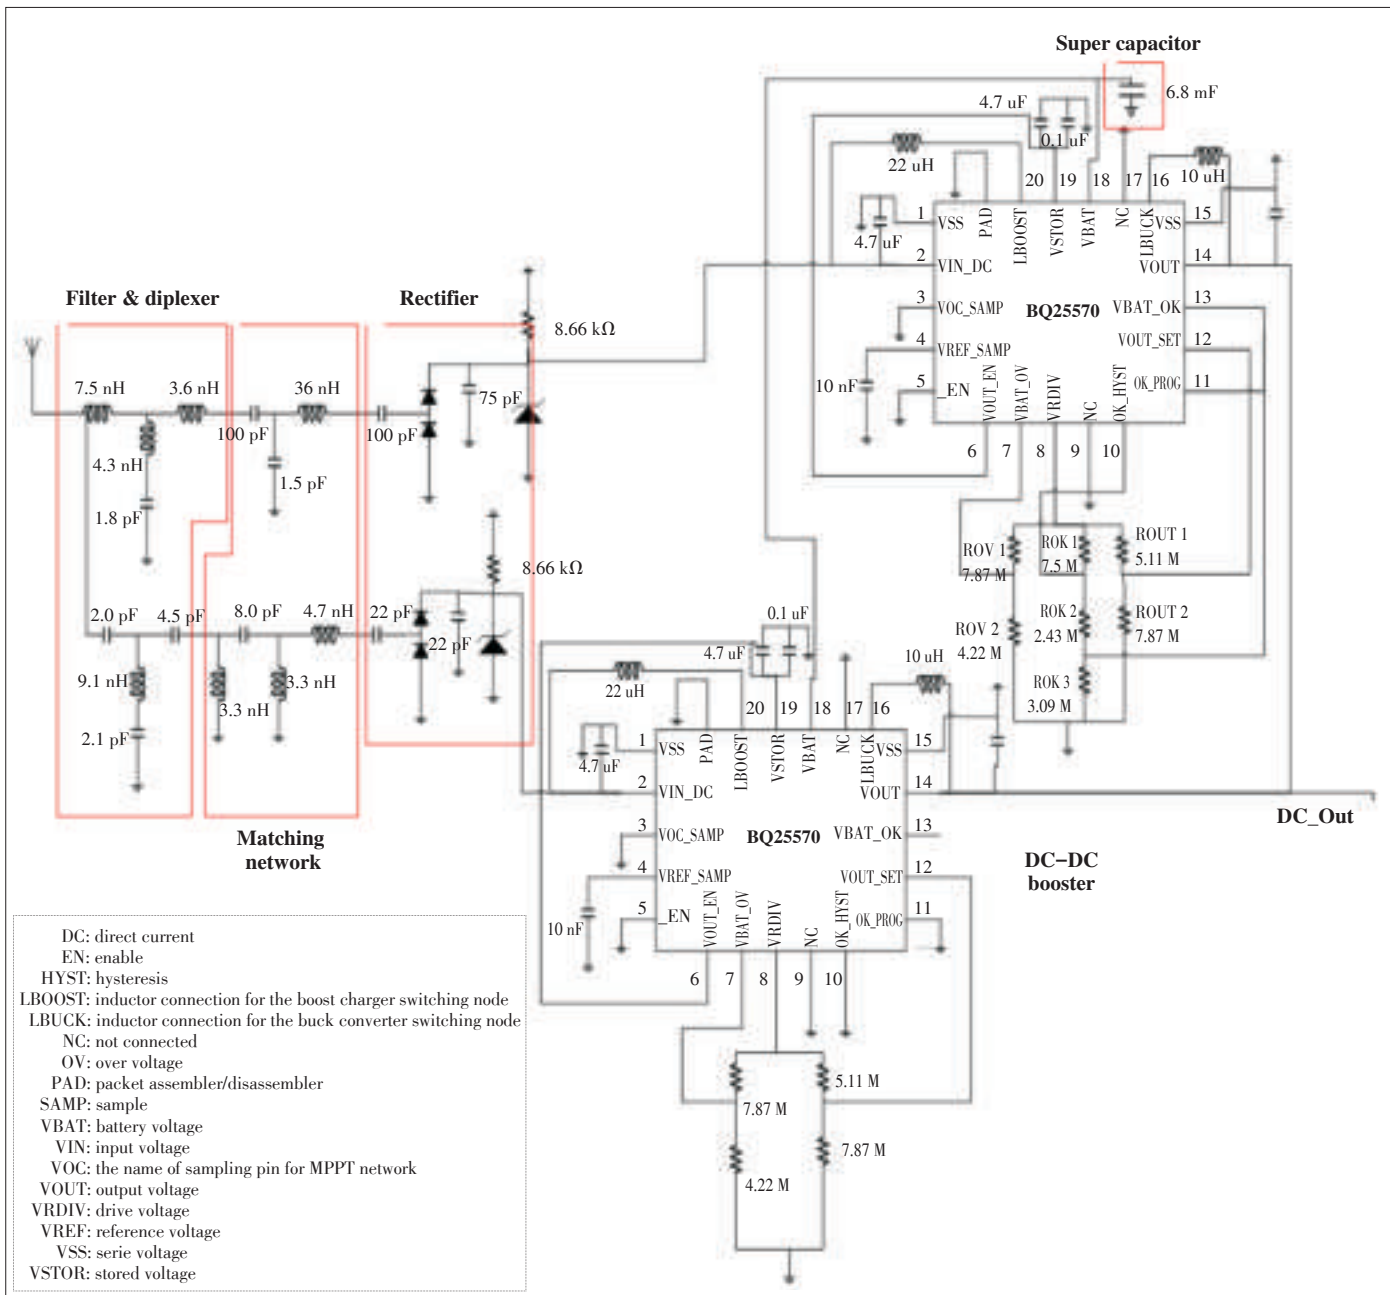 Super capacitor
6.8 mF
4.7 uF
0.1 uF
22 uH
10 uH
20 19 18 17 16
1 VSS
PAD
LBOOST
VSTOR
VBAT
NC
LBUCK
VSS 15
4.7 uF
2 VIN_DC
VOUT 14
3 VOC_SAMP
BQ25570
VBAT_OK 13
4 VREF_SAMP
VOUT_SET 12
10 nF
5 _EN
VOUT_EN
VBAT_OV
VRDIV
NC
OK_HYST
OK_PROG 11
6 7 8 9 10
ROV 1
7.87 M
ROK 1
7.5 M
ROUT 1
5.11 M
ROV 2
4.22 M
ROK 2
2.43 M
ROUT 2
7.87 M
ROK 3
3.09 M
Filter & diplexer
Rectifier
8.66 kΩ
7.5 nH
3.6 nH
36 nH
75 pF
100 pF
100 pF
4.3 nH
1.5 pF
1.8 pF
8.66 kΩ
2.0 pF
4.5 pF
8.0 pF
4.7 nH
22 pF
22 pF
9.1 nH
3.3 nH
3.3 nH
2.1 pF
Matching
network
0.1 uF
4.7 uF
22 uH
10 uH
20 19 18 17 16
1 VSS
PAD
LBOOST
VSTOR
VBAT
NC
LBUCK
VSS 15
4.7 uF
2 VIN_DC
VOUT 14
DC_Out
3 VOC_SAMP
BQ25570
VBAT_OK 13
4 VREF_SAMP
VOUT_SET 12
10 nF
5 _EN
VOUT_EN
VBAT_OV
VRDIV
NC
OK_HYST
OK_PROG 11
6 7 8 9 10
DC−DC
booster
5.11 M
7.87 M
7.87 M
4.22 M
DC: direct current
EN: enable
HYST: hysteresis
LBOOST: inductor connection for the boost charger switching node
LBUCK: inductor connection for the buck converter switching node
NC: not connected
OV: over voltage
PAD: packet assembler/disassembler
SAMP: sample
VBAT: battery voltage
VIN: input voltage
VOC: the name of sampling pin for MPPT network
VOUT: output voltage
VRDIV: drive voltage
VREF: reference voltage
VSS: serie voltage
VSTOR: stored voltage